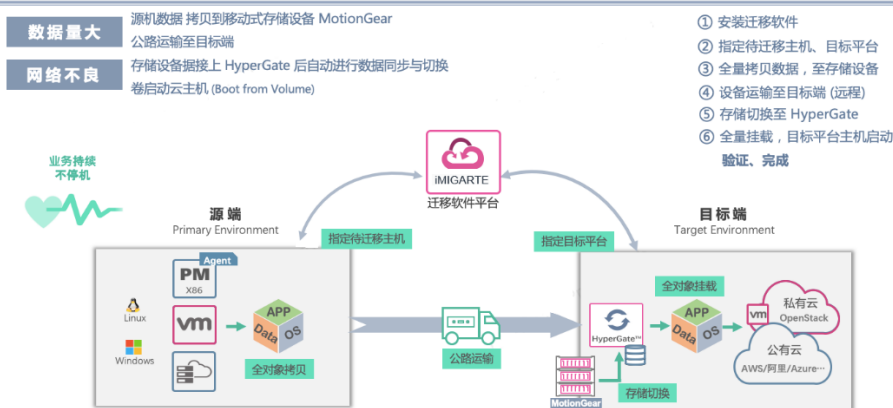 数据量大
源机数据 拷贝到移动式存储设备 MotionGear
公路运输至目标端
网络不良
存储设备据接上 HyperGate 后自动进行数据同步与切换
卷启动云主机 (Boot from Volume)
① 安装迁移软件
② 指定待迁移主机、目标平台
③ 全量拷贝数据，至存储设备
④ 设备运输至目标端 (远程)
⑤ 存储切换至 HyperGate
⑥ 全量挂载，目标平台主机启动
验证、完成
业务持续
不停机
iMIGARTE
迁移软件平台
源端
Primary Environment
指定待迁移主机
指定目标平台
目标端
Target Environment
Agent
PM
X86
Linux
vm
Windows
APP
Data
OS
全对象拷贝
公路运输
HyperGate™
MotionGear
存储切换
全对象挂载
APP
Data
OS
vm
私有云
OpenStack
公有云
AWS/阿里/Azure···